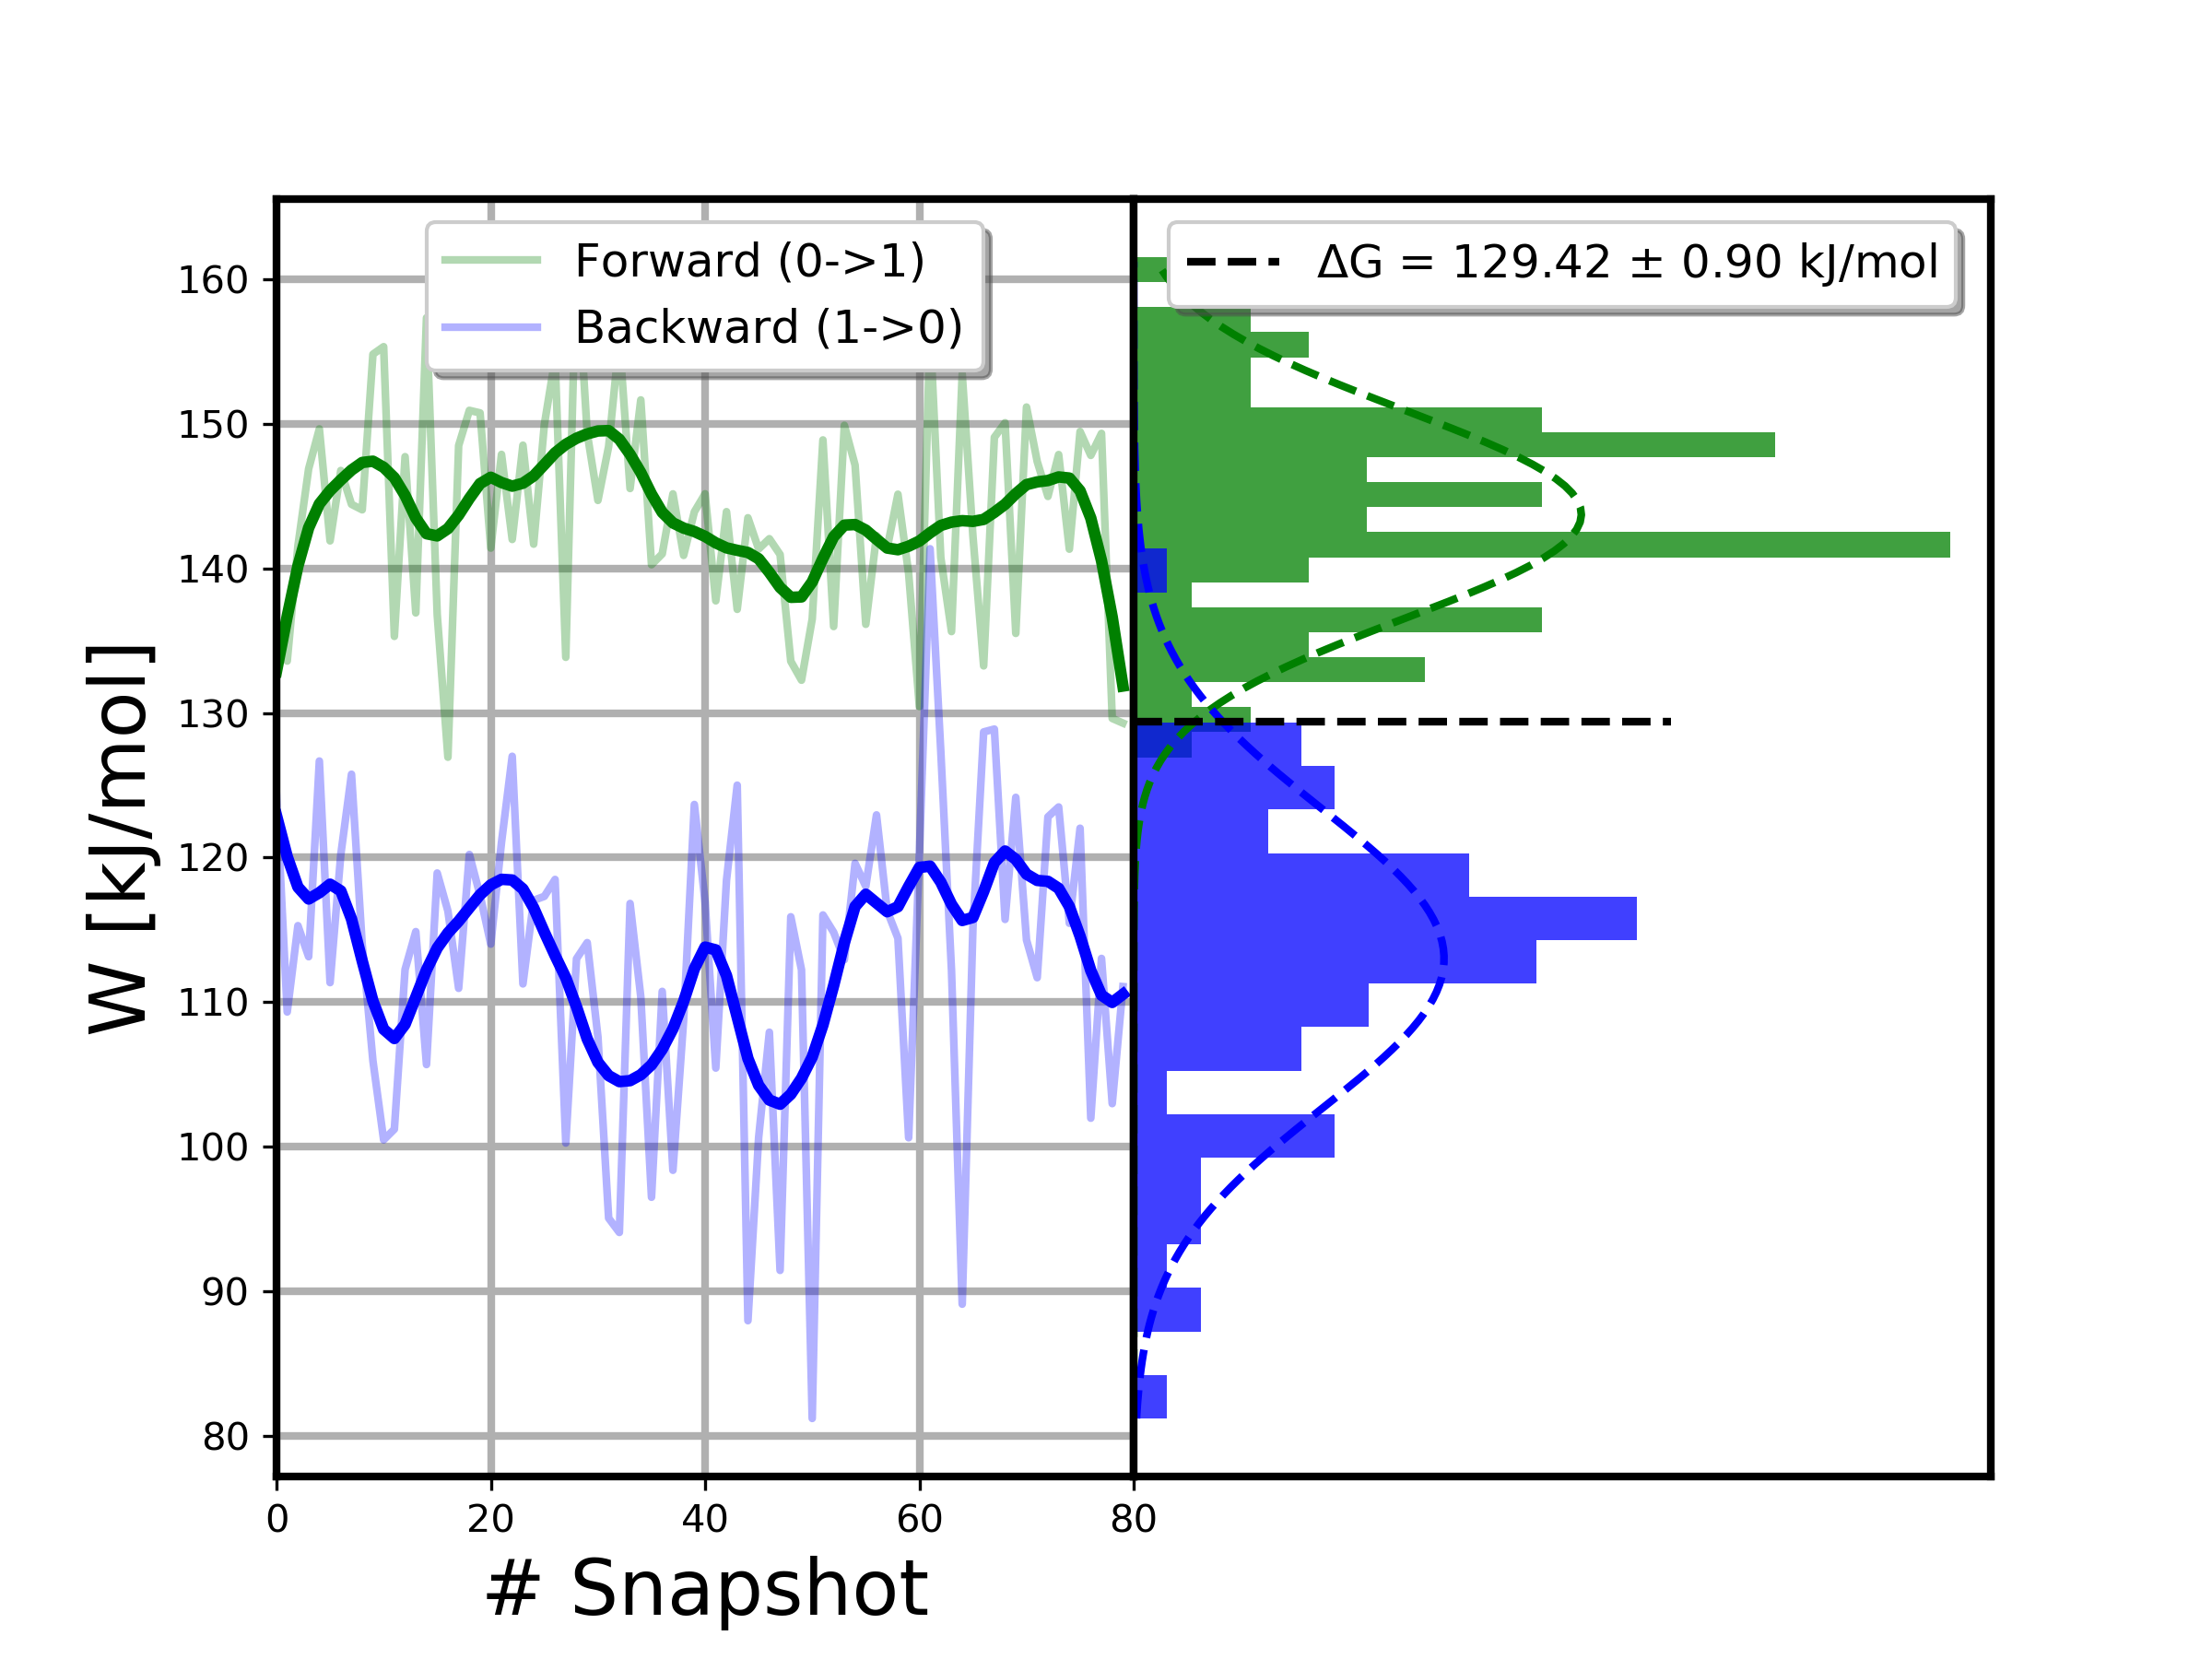 Forward (0->1)
Backward (1->0)
ΔG = 129.42 ± 0.90 kJ/mol
160
150
140
130
120
110
100
90
80
W [kJ/mol]
0 20 40 60 80
# Snapshot